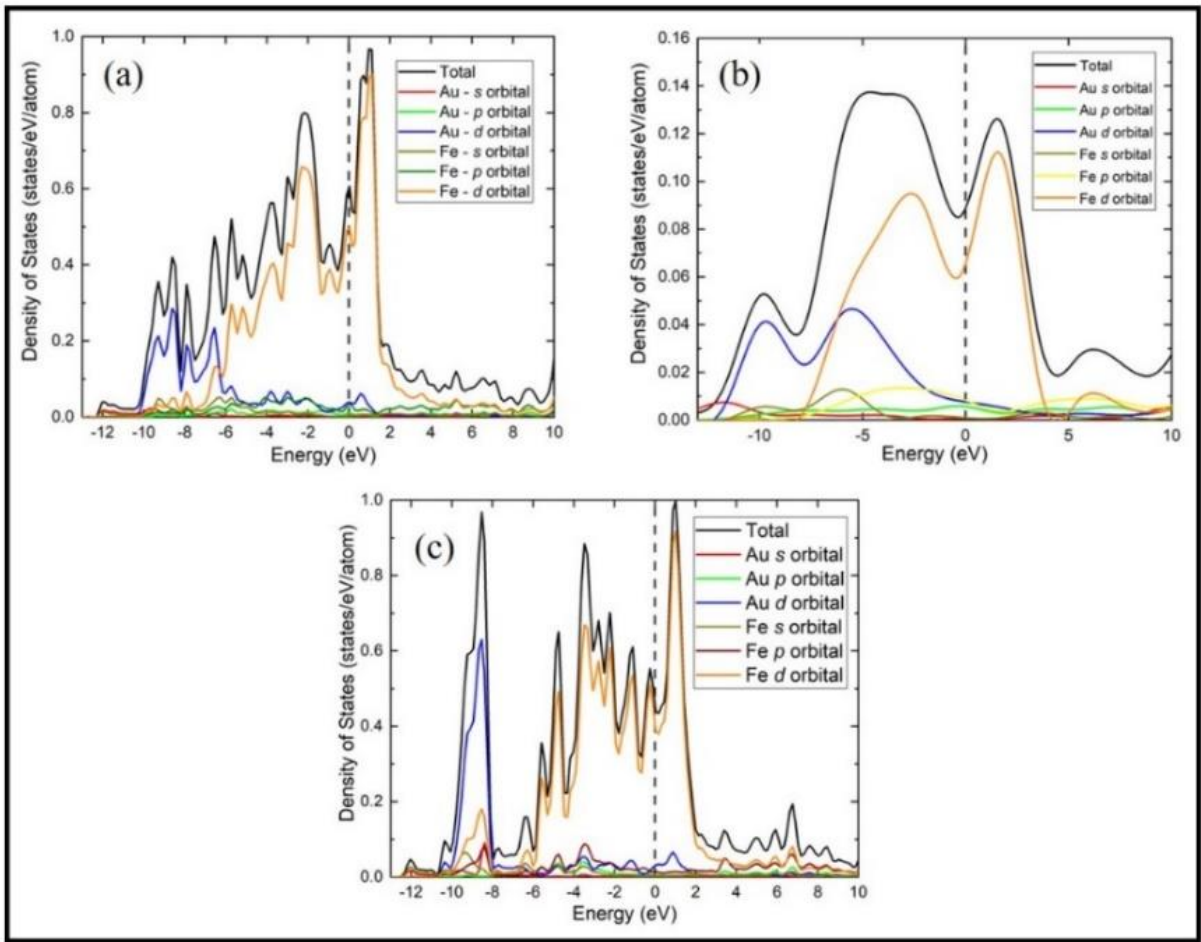 (a)
Total
Au - s orbital
Au - p orbital
Au - d orbital
Fe - s orbital
Fe - p orbital
Fe - d orbital
Density of States (states/eV/atom)
1.0
0.8
0.6
0.4
0.2
0.0
-12 -10 -8 -6 -4 -2 0 2 4 6 8 10
Energy (eV)
(b)
Total
Au s orbital
Au p orbital
Au d orbital
Fe s orbital
Fe p orbital
Fe d orbital
Density of States (states/eV/atom)
0.16
0.14
0.12
0.10
0.08
0.06
0.04
0.02
0.00
-10 -5 0 5 10
Energy (eV)
(c)
Total
Au s orbital
Au p orbital
Au d orbital
Fe s orbital
Fe p orbital
Fe d orbital
Density of States (states/eV/atom)
1.0
0.8
0.6
0.4
0.2
0.0
-12 -10 -8 -6 -4 -2 0 2 4 6 8 10
Energy (eV)